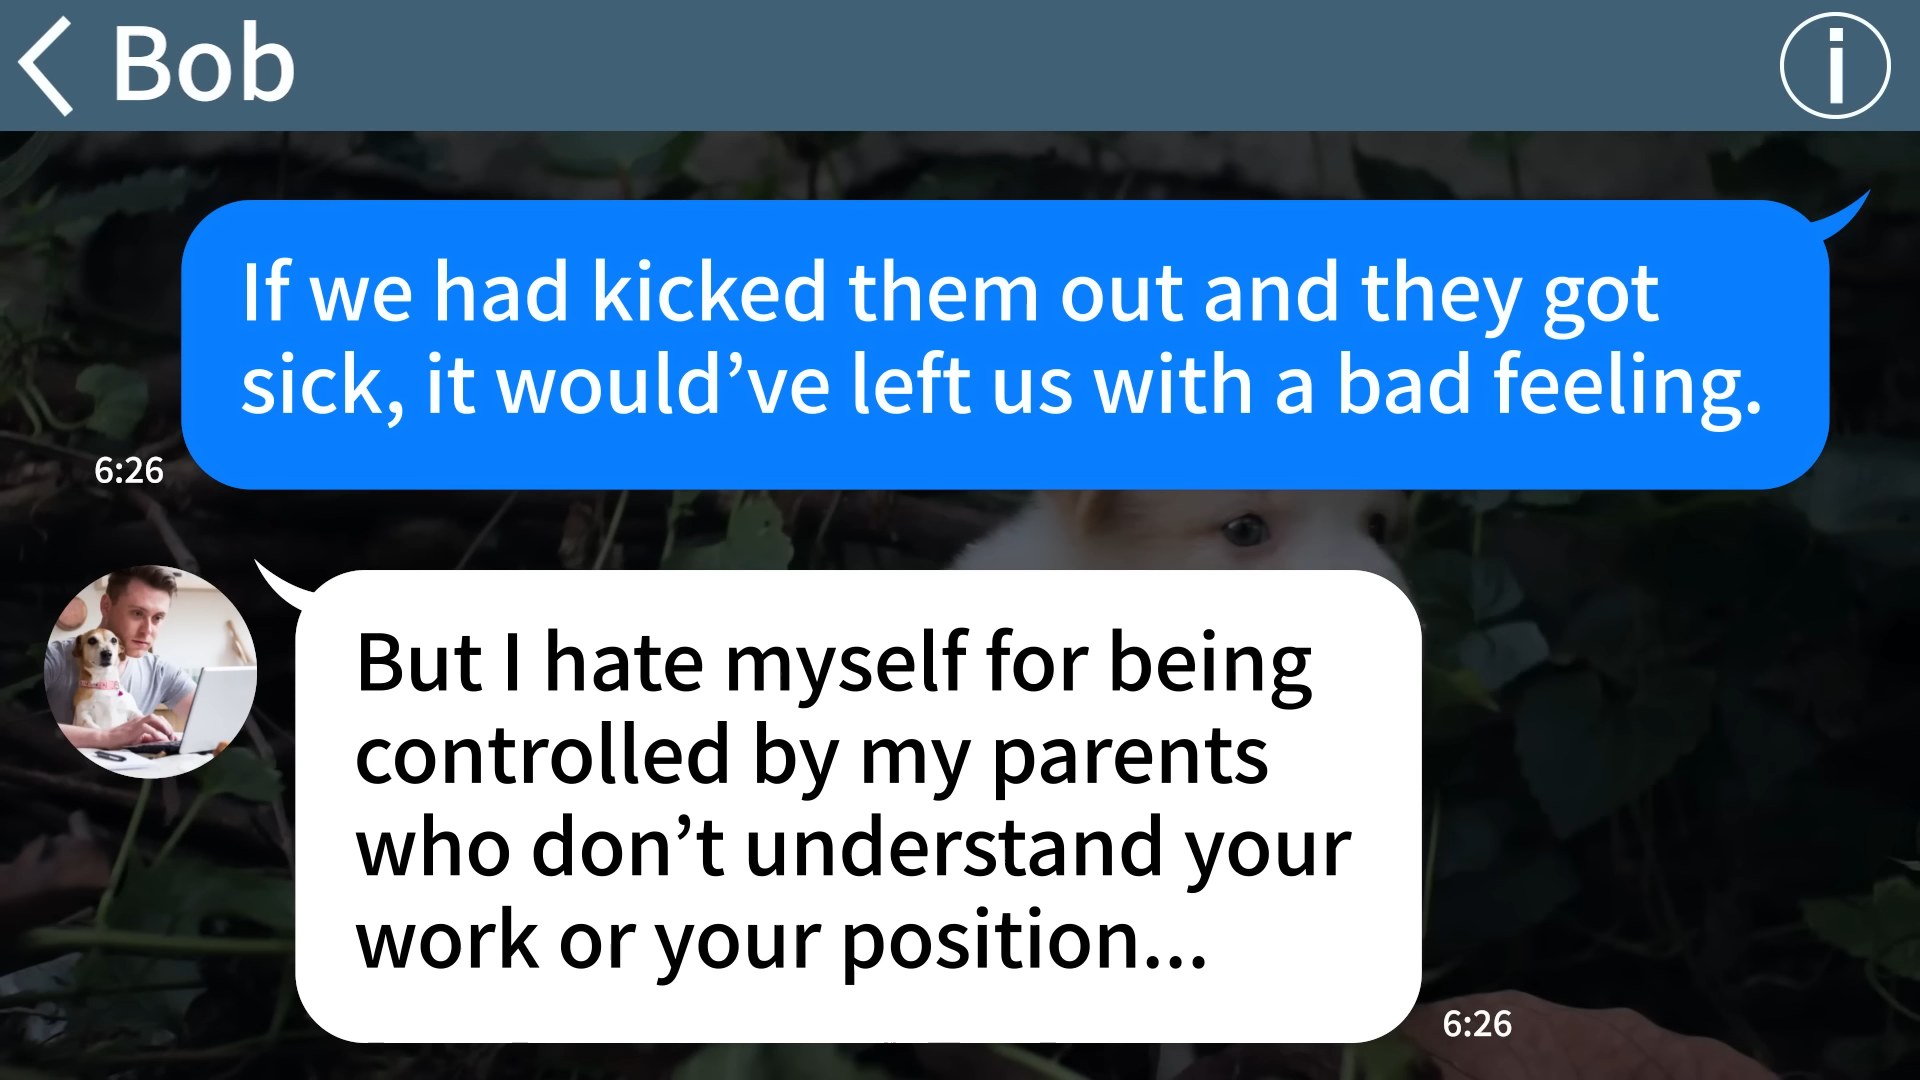 Bob
If we had kicked them out and they got
sick, it would’ve left us with a bad feeling.
6:26
But I hate myself for being
controlled by my parents
who don’t understand your
work or your position...
6:26